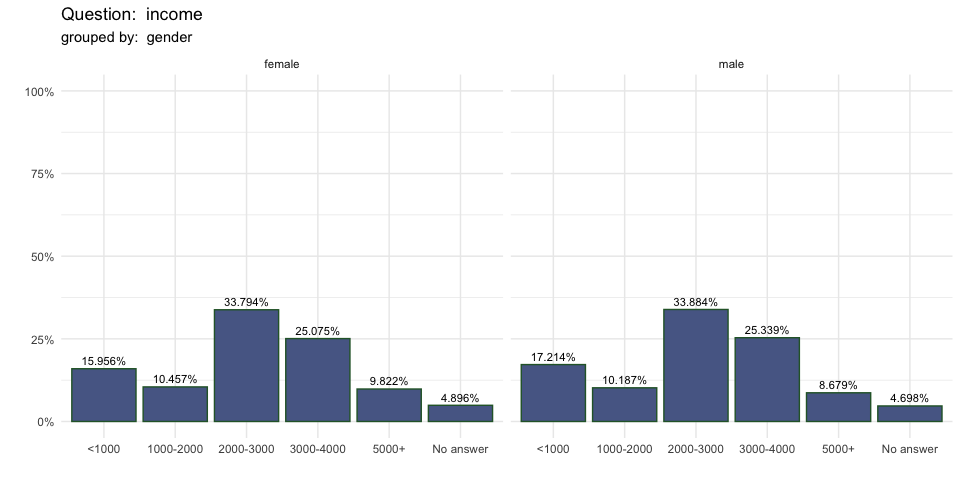 Question:  income
grouped by:  gender
female
male
100%
75%
50%
25%
0%
15.956%
10.457%
33.794%
25.075%
9.822%
4.896%
17.214%
10.187%
33.884%
25.339%
8.679%
4.698%
<1000 1000-2000 2000-3000 3000-4000 5000+ No answer
<1000 1000-2000 2000-3000 3000-4000 5000+ No answer